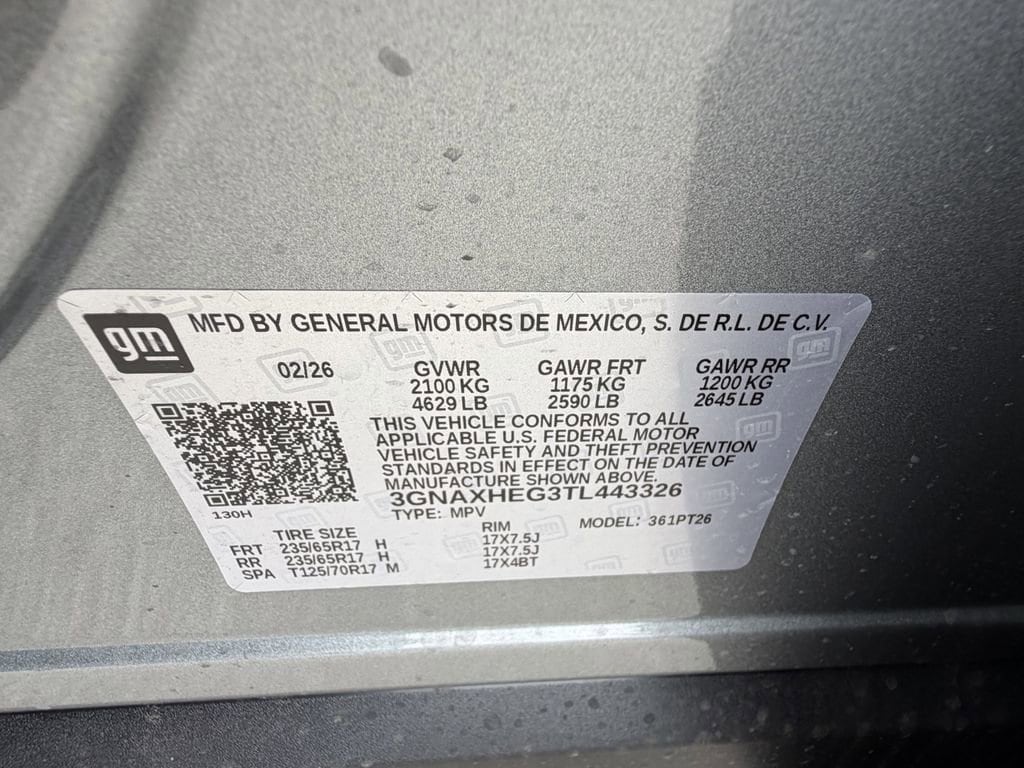 gm MFD BY GENERAL MOTORS DE MEXICO, S. DE R.L. DE C.V.
02/26 GVWR GAWR FRT GAWR RR
2100 KG 1175 KG 1200 KG
4629 LB 2590 LB 2645 LB
THIS VEHICLE CONFORMS TO ALL
APPLICABLE U.S. FEDERAL MOTOR
VEHICLE SAFETY AND THEFT PREVENTION
STANDARDS IN EFFECT ON THE DATE OF
MANUFACTURE SHOWN ABOVE.
3GNAXHEG3TL443326
130H TYPE: MPV MODEL: 361PT26
TIRE SIZE RIM
FRT 235/65R17 H 17X7.5J
RR 235/65R17 H 17X7.5J
SPA T125/70R17 M 17X4BT